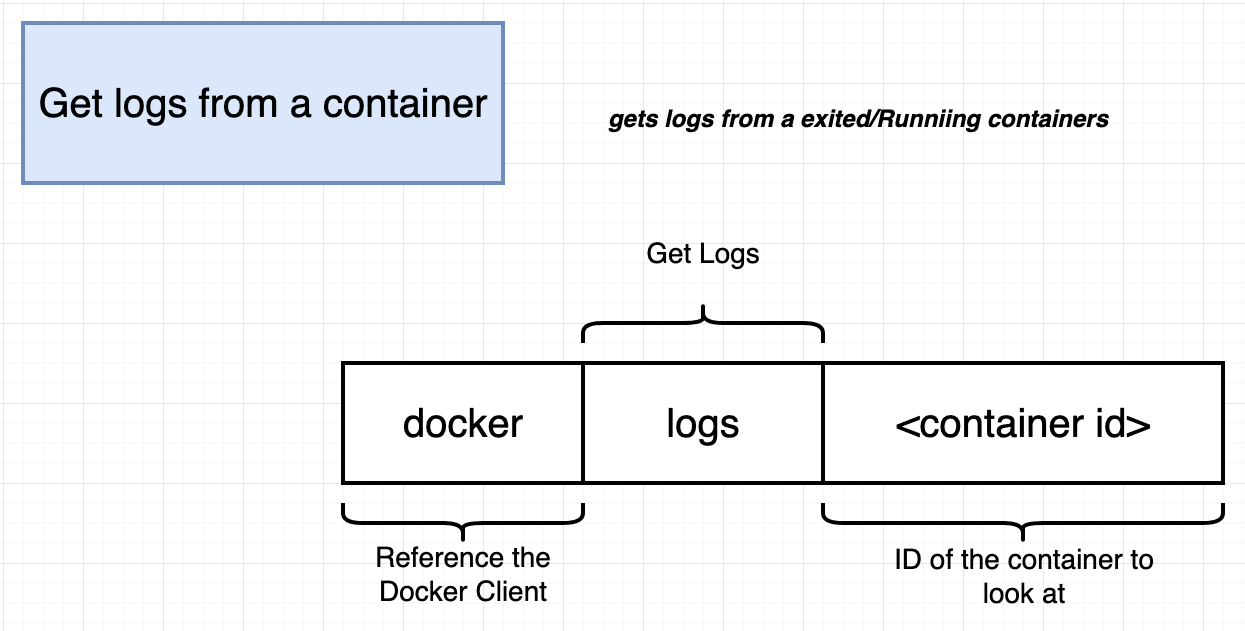 Get logs from a container
gets logs from a exited/Runniing containers
Get Logs
docker
logs
<container id>
Reference the
Docker Client
ID of the container to
look at